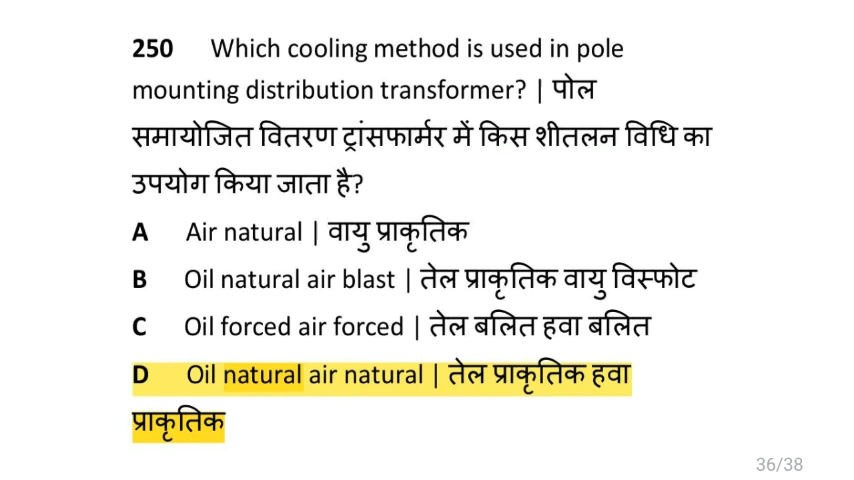 250 Which cooling method is used in pole
mounting distribution transformer? | पोल
समायोजित वितरण ट्रांसफार्मर में किस शीतलन विधि का
उपयोग किया जाता है?
A Air natural | वायु प्राकृतिक
B Oil natural air blast | तेल प्राकृतिक वायु विस्फोट
C Oil forced air forced | तेल बलित हवा बलित
D Oil natural air natural | तेल प्राकृतिक हवा
प्राकृतिक
36/38